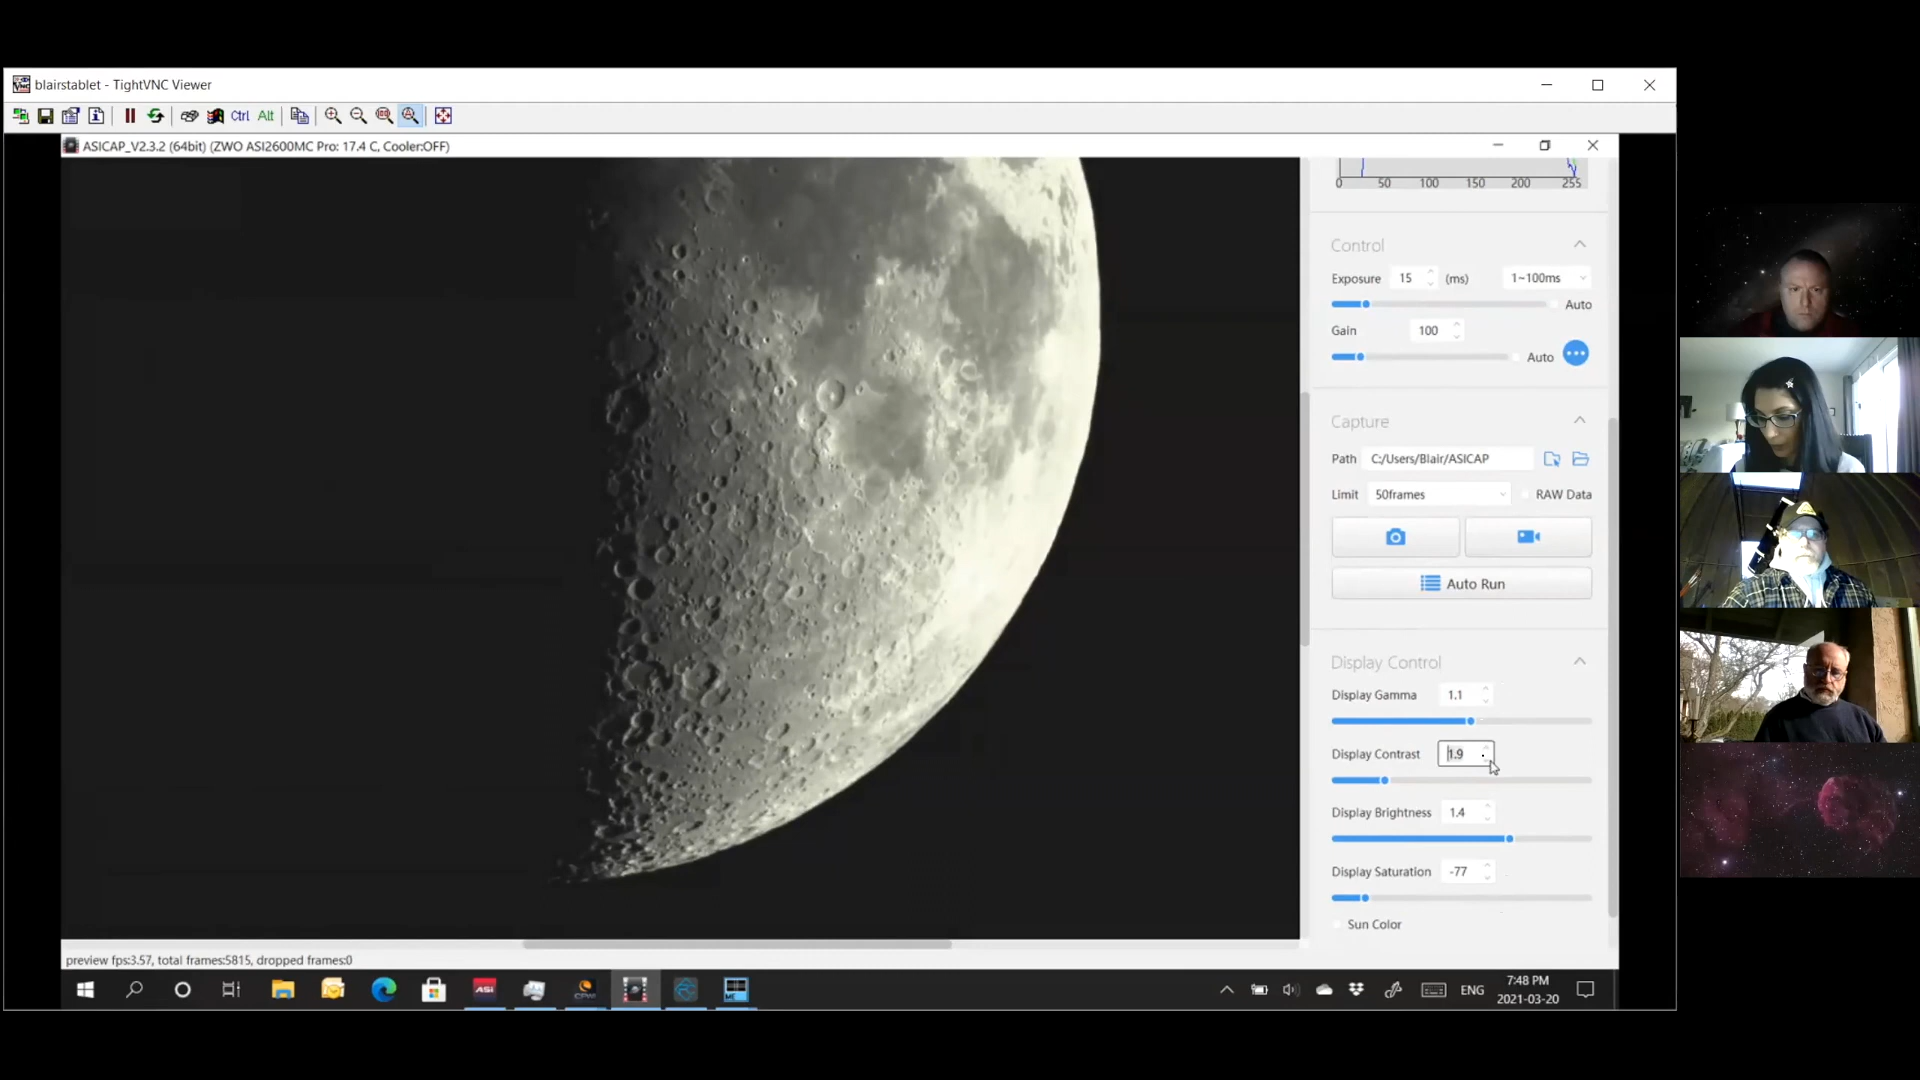 blairstablet - TightVNC Viewer
Ctrl Alt
ASICAP_V2.3.2 (64bit) (ZWO ASI2600MC Pro: 17.4 C, Cooler:OFF)
0 50 100 150 200 255
Control
Exposure 15 (ms) 1~100ms
Auto
Gain 100
Auto
Capture
Path C:/Users/Blair/ASICAP
Limit 50frames RAW Data
Auto Run
Display Control
Display Gamma 1.1
Display Contrast 1.9
Display Brightness 1.4
Display Saturation -77
Sun Color
preview fps:3.57, total frames:5815, dropped frames:0
ASI
CPWI
ENG
7:48 PM
2021-03-20